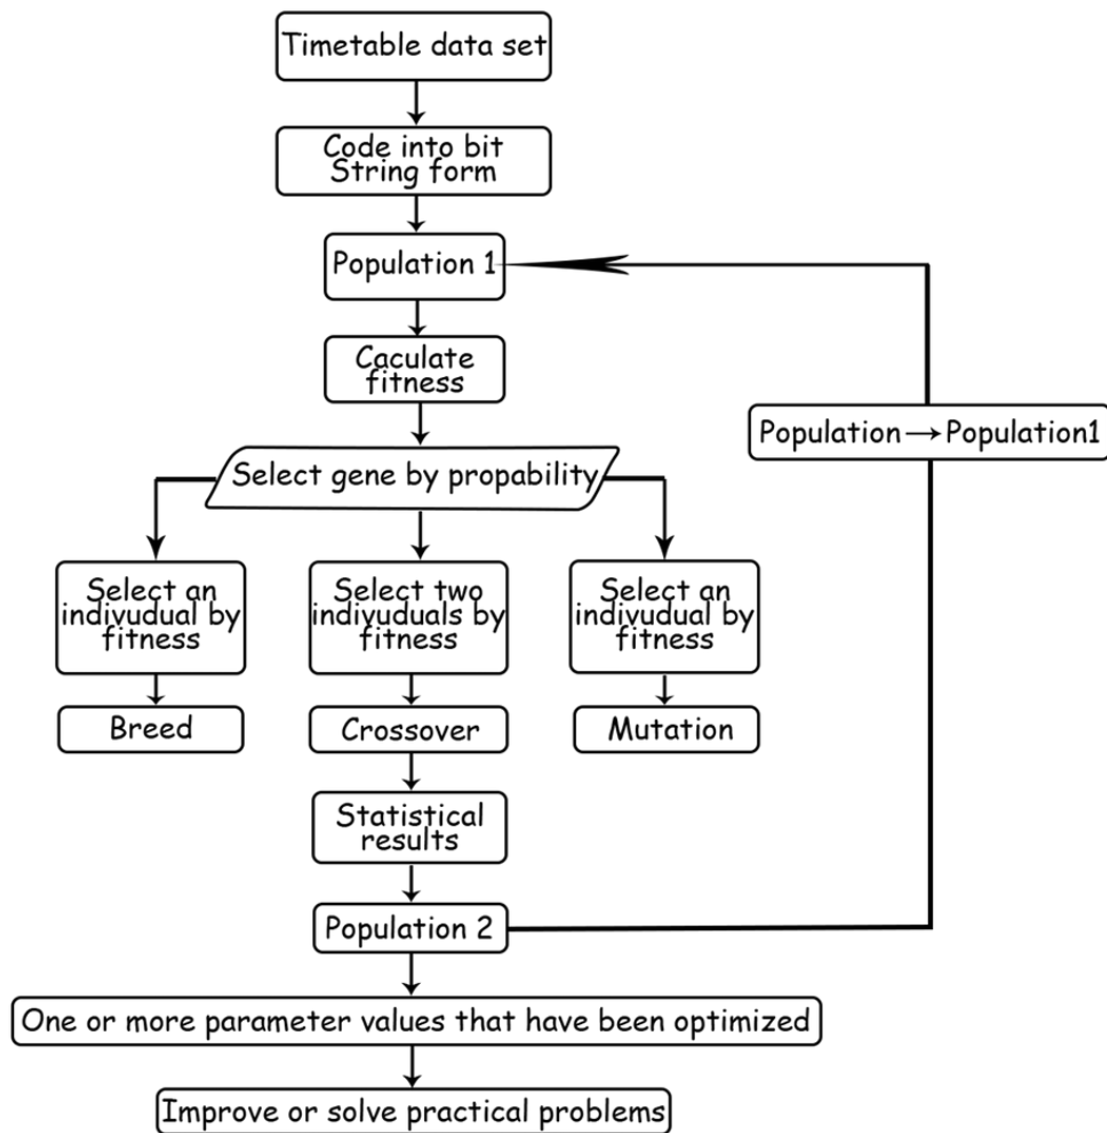 Timetable data set
Code into bit
String form
Population 1
Caculate
fitness
Population → Population1
Select gene by propability
Select an
indivudual by
fitness
Select two
indivuduals by
fitness
Select an
indivudual by
fitness
Breed
Crossover
Mutation
Statistical
results
Population 2
One or more parameter values that have been optimized
Improve or solve practical problems